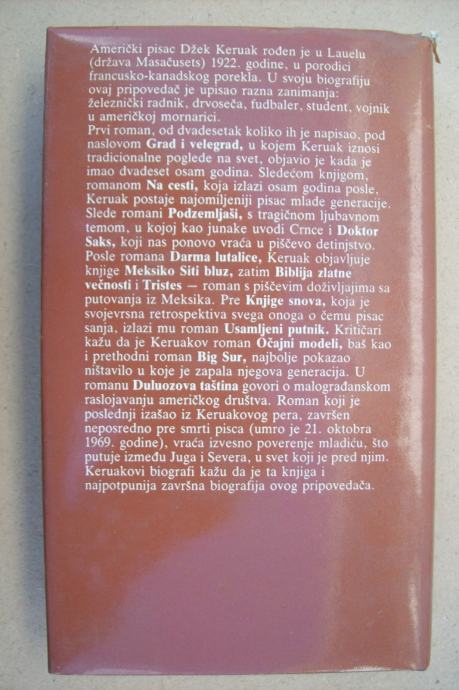 Američki pisac Džek Keruak rođen je u Lauelu
(država Masačusets) 1922. godine, u porodici
francusko-kanadskog porekla. U svoju biografiju
ovaj pripovedač je upisao razna zanimanja:
železnički radnik, drvoseča, fudbaler, student, vojnik
u američkoj mornarici.
Prvi roman, od dvadesetak koliko ih je napisao, pod
naslovom Grad i velegrad, u kojem Keruak iznosi
tradicionalne poglede na svet, objavio je kada je
imao dvadeset osam godina. Sledećom knjigom,
romanom Na cesti, koja izlazi osam godina posle,
Keruak postaje najomiljeniji pisac mlade generacije.
Slede romani Podzemljaši, s tragičnom ljubavnom
temom, u kojoj kao junake uvodi Crnce i Doktor
Saks, koji nas ponovo vraća u piščevo detinjstvo.
Posle romana Darma lutalice, Keruak objavljuje
knjige Meksiko Siti bluz, zatim Biblija zlatne
večnosti i Tristes – roman s piščevim doživljajima sa
putovanja iz Meksika. Pre Knjige snova, koja je
svojevrsna retrospektiva svega onoga o čemu pisac
sanja, izlazi mu roman Usamljeni putnik. Kritičari
kažu da je Keruakov roman Očajni modeli, baš kao
i prethodni roman Big Sur, najbolje pokazao
ništavilo u koje je zapala njegova generacija. U
romanu Duluozova taština govori o malograđanskom
raslojavanju američkog društva. Roman koji je
poslednji izašao iz Keruakovog pera, završen
neposredno pre smrti pisca (umro je 21. oktobra
1969. godine), vraća izvesno poverenje mladiću, što
putuje između Juga i Severa, u svet koji je pred njim.
Keruakovi biografi kažu da je ta knjiga i
najpotpunija završna biografija ovog pripovedača.